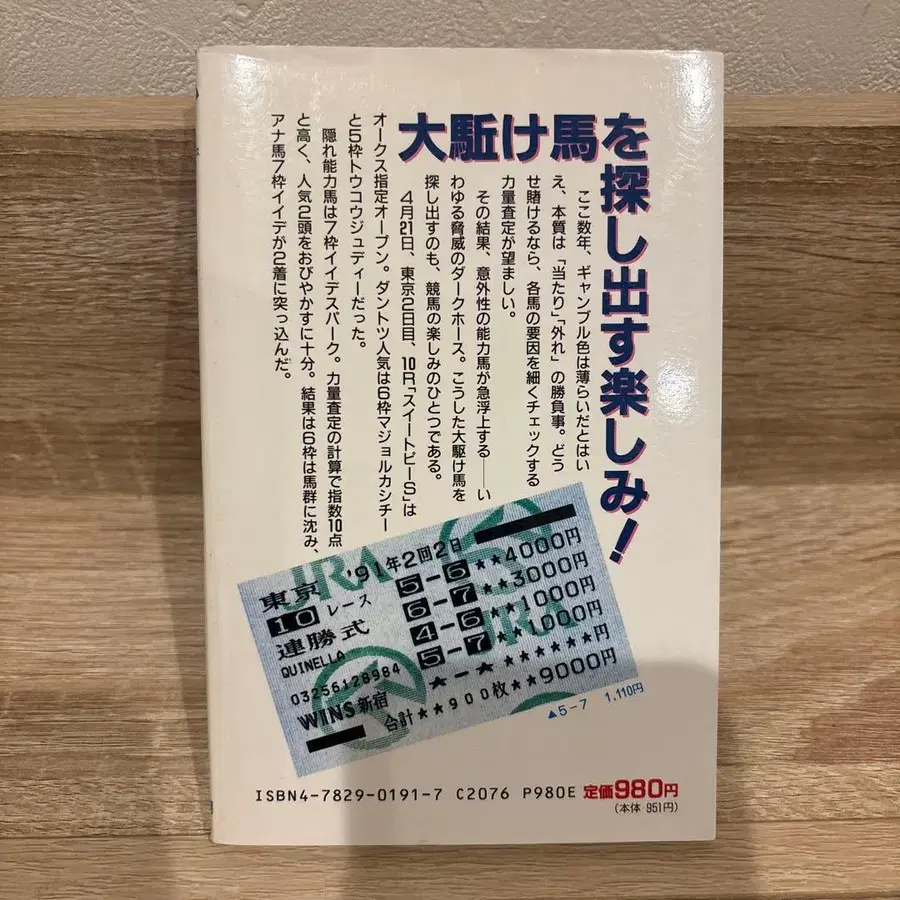 大駈け馬を探し出す楽しみ!
ここ数年、ギャンブル色は薄らいだとはい
え、本質は「当たり」「外れ」の勝負事。どう
せ賭けるなら、各馬の要因を細くチェックする
力量査定が望ましい。
その結果、意外性の能力馬が急浮上する――い
わゆる脅威のダークホース。こうした大駈け馬を
探し出すのも、競馬の楽しみのひとつである。
4月21日、東京2日目、10R「スイートピーS」は
オークス指定オープン。ダントツ人気は6枠マジョルカシチー
と5枠トウコウジュディーだった。
隠れ能力馬は7枠イイデスパーク。力量査定の計算で指数10点
と高く、人気2頭をおびやかすに十分。結果は6枠は馬群に沈み、
アナ馬7枠イイデが2着に突っ込んだ。
JRA
JRA
東京 '91年2回2日
10レース
連勝式
QUINELLA
5-6 ★★4000円
6-7 ★★3000円
4-6 ★★1000円
5-7 ★★1000円
★-★ ★★★★★★円
03256128984
WINS新宿 合計★★900枚★★9000円
▲5-7 1,110円
ISBN4-7829-0191-7 C2076 P980E 定価980円
(本体・951円)